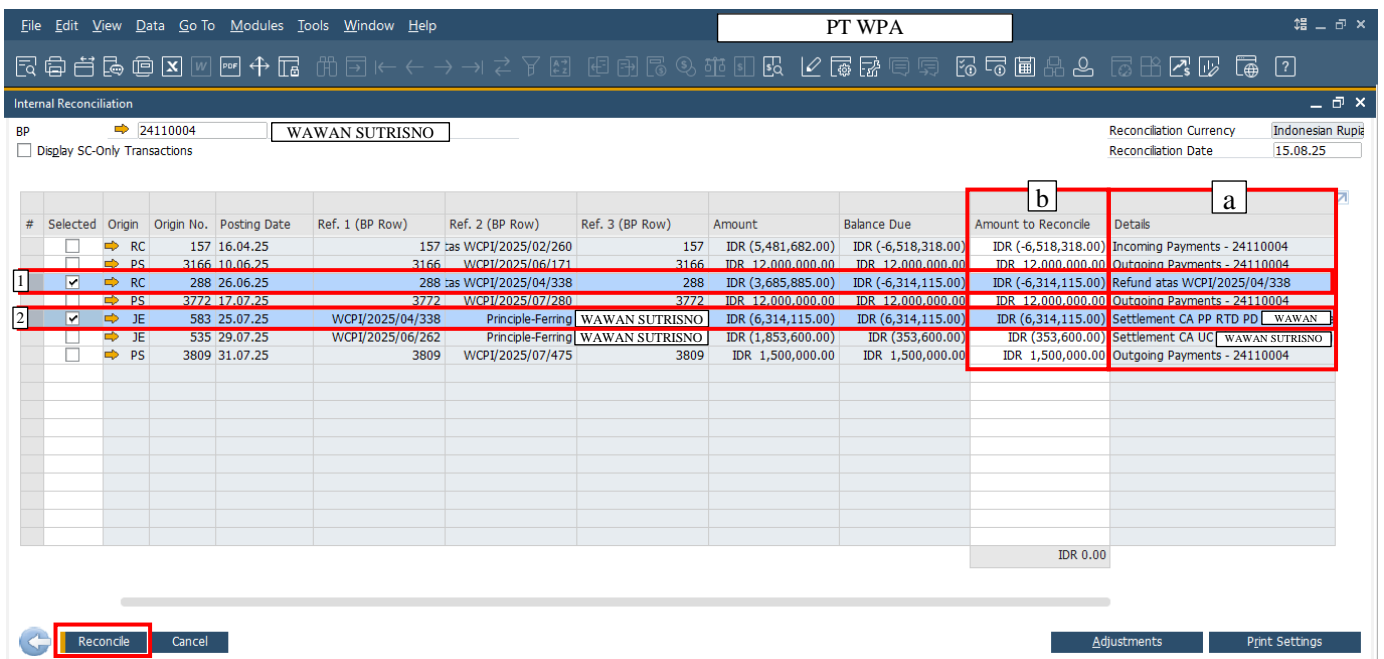 File Edit View Data Go To Modules Tools Window Help PT WPA
Internal Reconciliation
BP 24110004 WAWAN SUTRISNO Reconciliation Currency Indonesian Rupia
Display SC-Only Transactions Reconciliation Date 15.08.25
b a
# Selected Origin Origin No. Posting Date Ref. 1 (BP Row) Ref. 2 (BP Row) Ref. 3 (BP Row) Amount Balance Due Amount to Reconcile Details
RC 157 16.04.25 157 tas WCPI/2025/02/260 157 IDR (5,481,682.00) IDR (-6,518,318.00) IDR (-6,518,318.00) Incoming Payments - 24110004
PS 3166 10.06.25 3166 WCPI/2025/06/171 3166 IDR 12,000,000.00 IDR 12,000,000.00 IDR 12,000,000.00 Outgoing Payments - 24110004
1 RC 288 26.06.25 288 tas WCPI/2025/04/338 288 IDR (3,685,885.00) IDR (-6,314,115.00) IDR (-6,314,115.00) Refund atas WCPI/2025/04/338
PS 3772 17.07.25 3772 WCPI/2025/07/280 3772 IDR 12,000,000.00 IDR 12,000,000.00 IDR 12,000,000.00 Outgoing Payments - 24110004
2 JE 583 25.07.25 WCPI/2025/04/338 Principle-Ferring WAWAN SUTRISNO IDR (6,314,115.00) IDR (6,314,115.00) IDR (6,314,115.00) Settlement CA PP RTD PD WAWAN
JE 535 29.07.25 WCPI/2025/06/262 Principle-Ferring WAWAN SUTRISNO IDR (1,853,600.00) IDR (353,600.00) IDR (353,600.00) Settlement CA UC WAWAN SUTRISNO
PS 3809 31.07.25 3809 WCPI/2025/07/475 3809 IDR 1,500,000.00 IDR 1,500,000.00 IDR 1,500,000.00 Outgoing Payments - 24110004
IDR 0.00
Reconcile Cancel Adjustments Print Settings